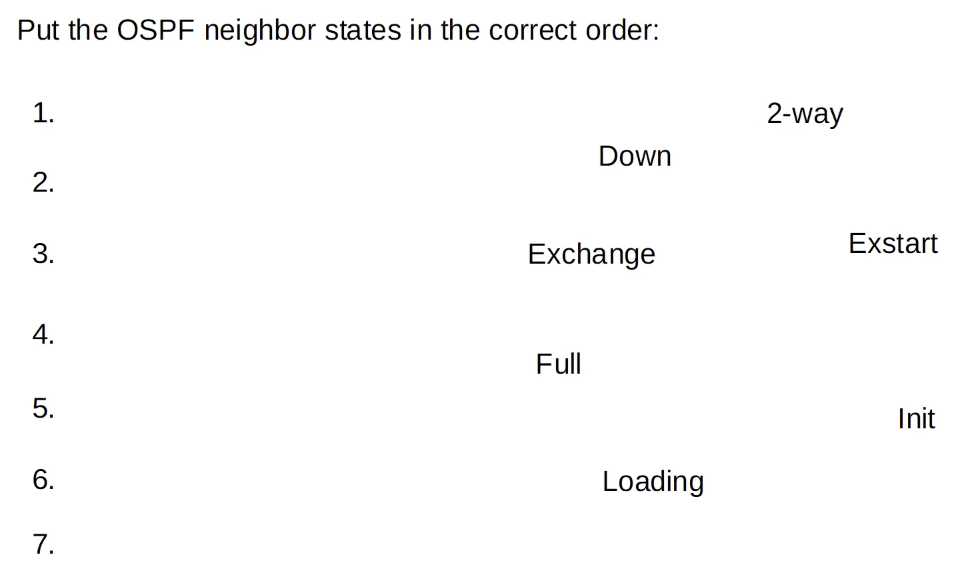 Put the OSPF neighbor states in the correct order:
1.
2-way
Down
2.
3.
Exchange
Exstart
4.
Full
5.
Init
6.
Loading
7.